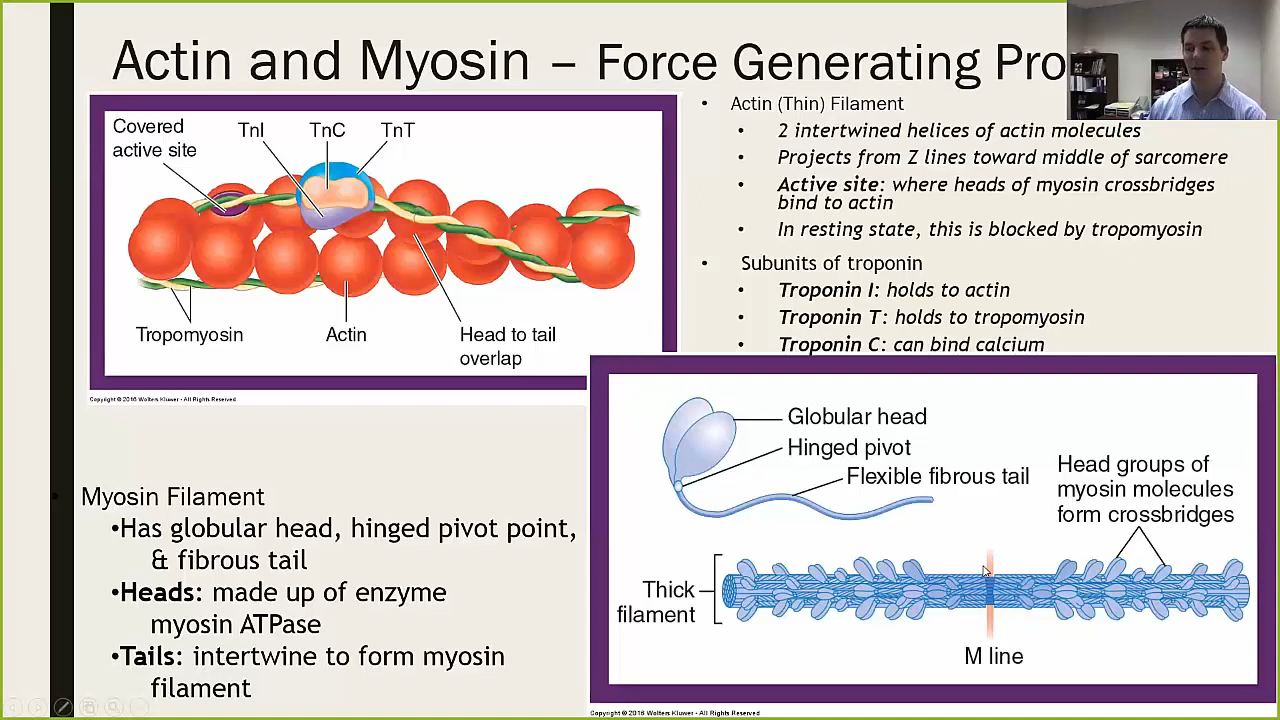 Actin and Myosin – Force Generating Pro
Covered
active site
TnI
TnC
TnT
Tropomyosin
Actin
Head to tail
overlap
Copyright © 2016 Wolters Kluwer - All Rights Reserved
• Actin (Thin) Filament
• 2 intertwined helices of actin molecules
• Projects from Z lines toward middle of sarcomere
• Active site: where heads of myosin crossbridges
bind to actin
• In resting state, this is blocked by tropomyosin
• Subunits of troponin
• Troponin I: holds to actin
• Troponin T: holds to tropomyosin
• Troponin C: can bind calcium
• Myosin Filament
•Has globular head, hinged pivot point,
& fibrous tail
•Heads: made up of enzyme
myosin ATPase
•Tails: intertwine to form myosin
filament
Globular head
Hinged pivot
Flexible fibrous tail
Head groups of
myosin molecules
form crossbridges
Thick
filament
M line
Copyright © 2016 Wolters Kluwer - All Rights Reserved